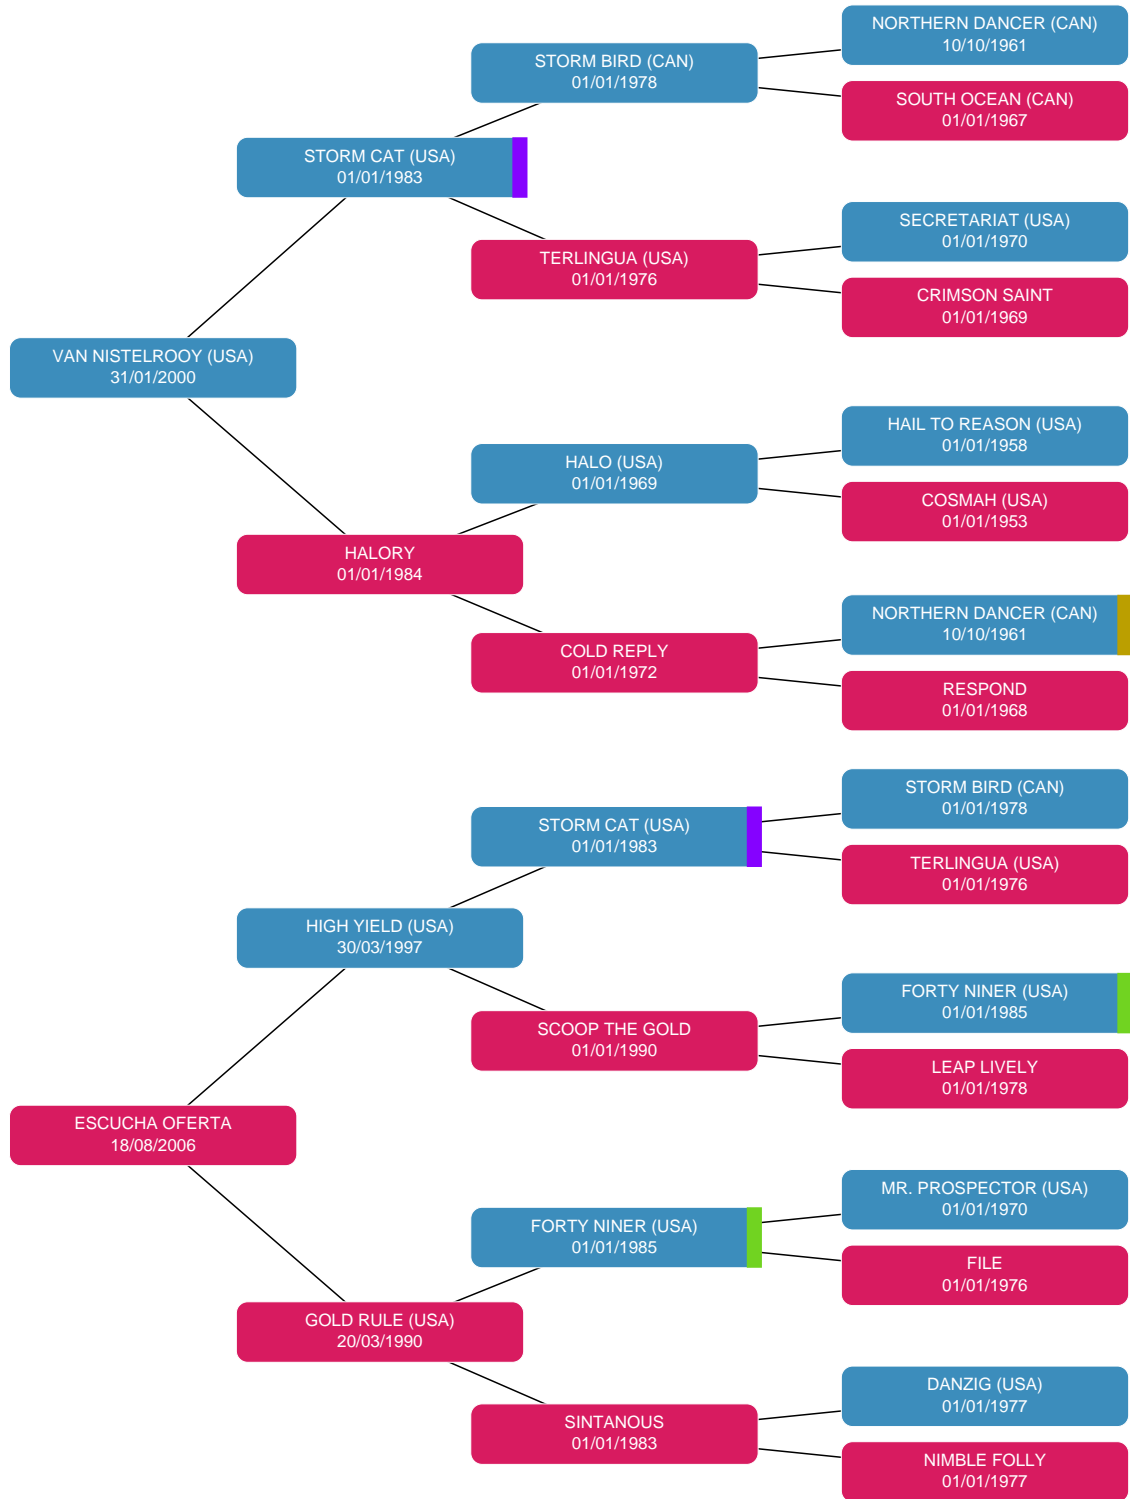 NORTHERN DANCER (CAN)
10/10/1961
STORM BIRD (CAN)
01/01/1978
SOUTH OCEAN (CAN)
01/01/1967
STORM CAT (USA)
01/01/1983
SECRETARIAT (USA)
01/01/1970
TERLINGUA (USA)
01/01/1976
CRIMSON SAINT
01/01/1969
VAN NISTELROOY (USA)
31/01/2000
HAIL TO REASON (USA)
01/01/1958
HALO (USA)
01/01/1969
COSMAH (USA)
01/01/1953
HALORY
01/01/1984
NORTHERN DANCER (CAN)
10/10/1961
COLD REPLY
01/01/1972
RESPOND
01/01/1968
STORM BIRD (CAN)
01/01/1978
STORM CAT (USA)
01/01/1983
TERLINGUA (USA)
01/01/1976
HIGH YIELD (USA)
30/03/1997
FORTY NINER (USA)
01/01/1985
SCOOP THE GOLD
01/01/1990
LEAP LIVELY
01/01/1978
ESCUCHA OFERTA
18/08/2006
MR. PROSPECTOR (USA)
01/01/1970
FORTY NINER (USA)
01/01/1985
FILE
01/01/1976
GOLD RULE (USA)
20/03/1990
DANZIG (USA)
01/01/1977
SINTANOUS
01/01/1983
NIMBLE FOLLY
01/01/1977